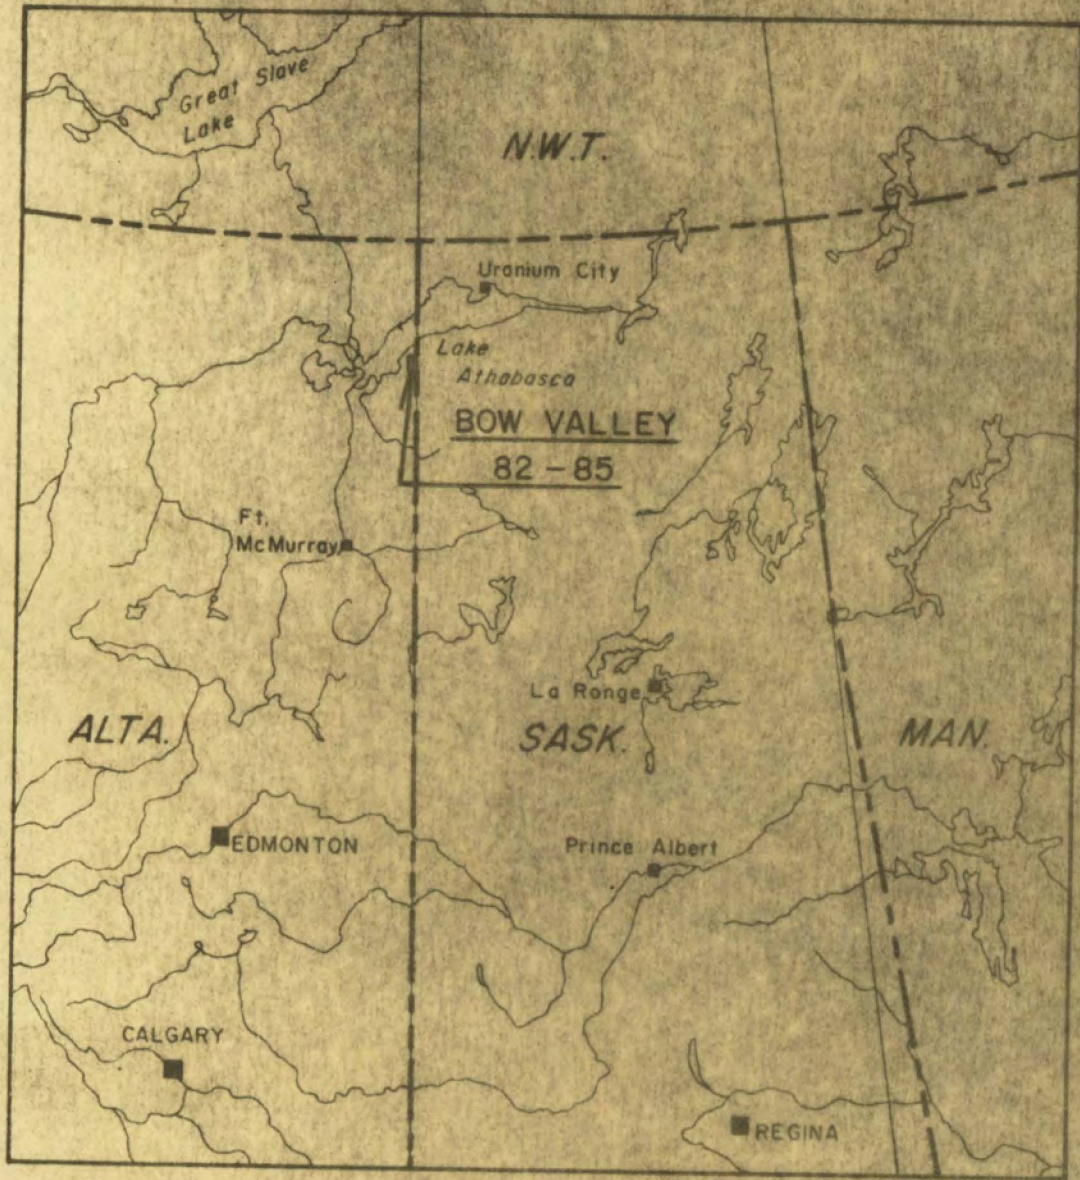 Great Slave
Lake
N.W.T.
Uranium City
Lake
Athabasca
BOW VALLEY
82-85
Ft.
McMurray
La Ronge
ALTA.
SASK.
MAN.
EDMONTON
Prince Albert
CALGARY
REGINA